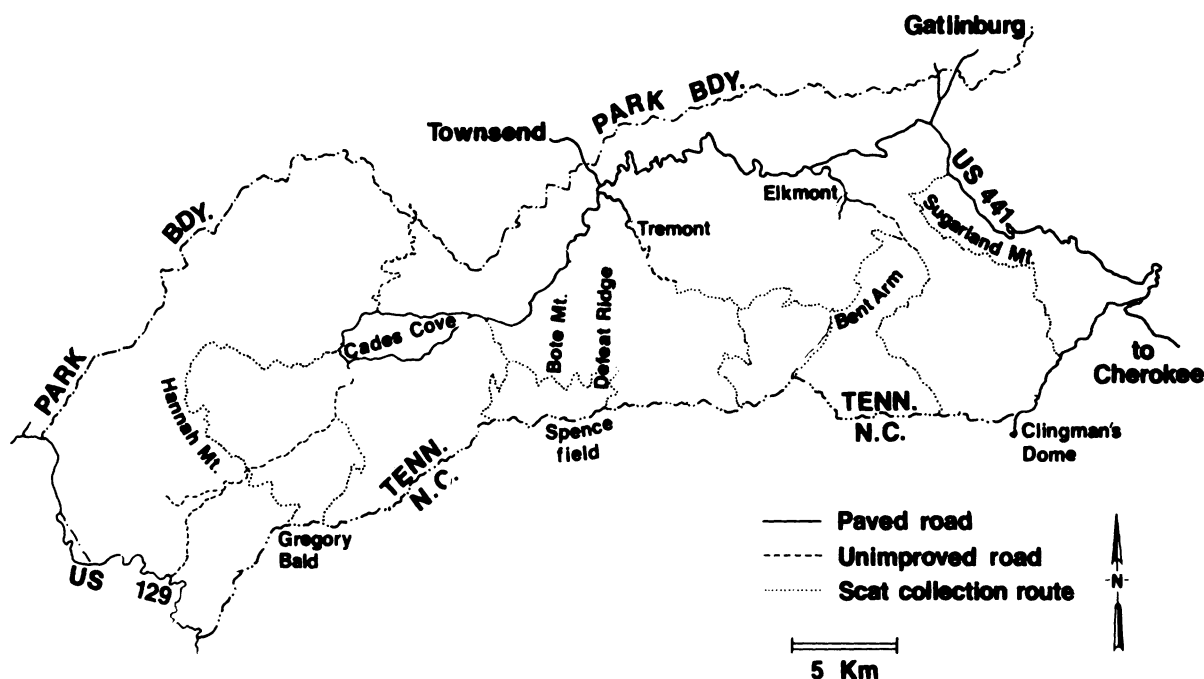 Gatlinburg
PARK BDY.
Townsend
US 441
Elkmont
Sugarland Mt.
Tremont
BDY.
PARK
Bent Arm
Bote Mt.
Defeat Ridge
Cades Cove
to
Cherokee
Hannah Mt.
TENN.
N.C.
Spence
field
Clingman's
Dome
TENN.
N.C.
Gregory
Bald
US 129
Paved road
Unimproved road
Scat collection route
N
5 Km